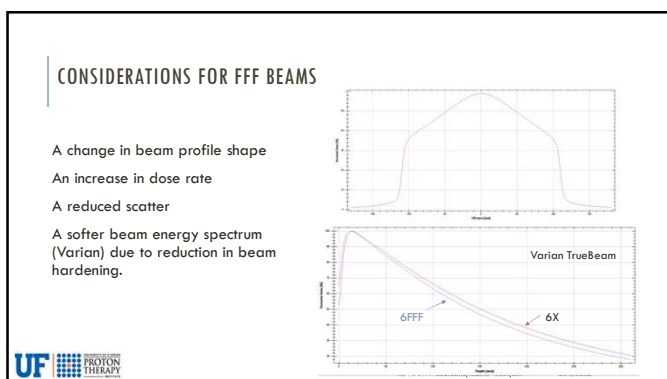 CONSIDERATIONS FOR FFF BEAMS
A change in beam profile shape
An increase in dose rate
A reduced scatter
A softer beam energy spectrum
(Varian) due to reduction in beam
hardening.
Varian TrueBeam
6FFF
6X
UF
PROTON
THERAPY